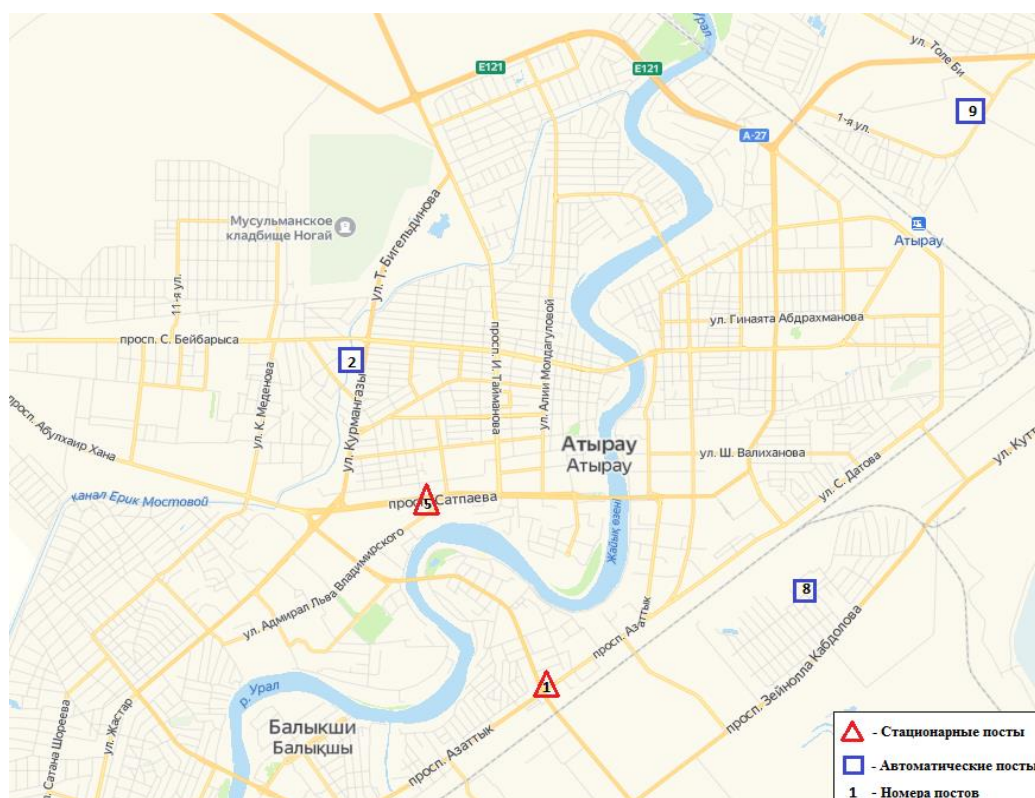 Урал
ул. Толе Би
E121
E121
9
1-я ул.
А-27
Мусульманское
кладбище Ногай
ул. Т. Бигельдинова
Атырау
11-я ул.
ул. Гинаята Абдрахманова
просп. С. Бейбарыса
2
просп. И. Тайманова
ул. Алии Молдагуловой
ул. К. Меденова
ул. Курмангазы
просп. Абулхаир Хана
Атырау
Атырау
ул. Ш. Валиханова
ул. С. Датова
канал Ерик Мостовой
просп. Сатпаева
5
Жайық өзені
ул. Адмирал Льва Владимирского
8
просп. Азаттык
просп. Зейнолла Кабдолова
1
р. Урал
Балыкши
Балықшы
просп. Азаттык
ул. Жастар
ул. Сатана Шореева
- Стационарные посты
- Автоматические посты
1 - Номера постов